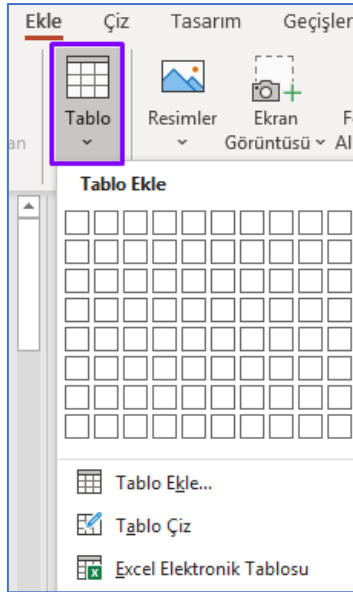 Ekle Çiz Tasarım Geçişler
Tablo Resimler Ekran
Görüntüsü
Tablo Ekle
Tablo Ekle...
Tablo Çiz
Excel Elektronik Tablosu